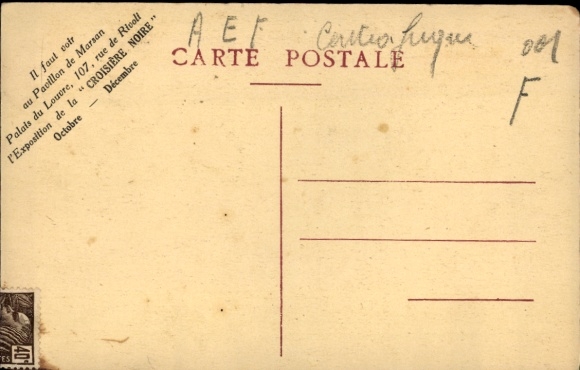 Il faut voir
au Pavillon de Marsan
Palais du Louvre, 107, rue de Rivoli
l'Exposition de la "CROISIÈRE NOIRE"
Octobre — Décembre
A E F
CARTE POSTALE
F